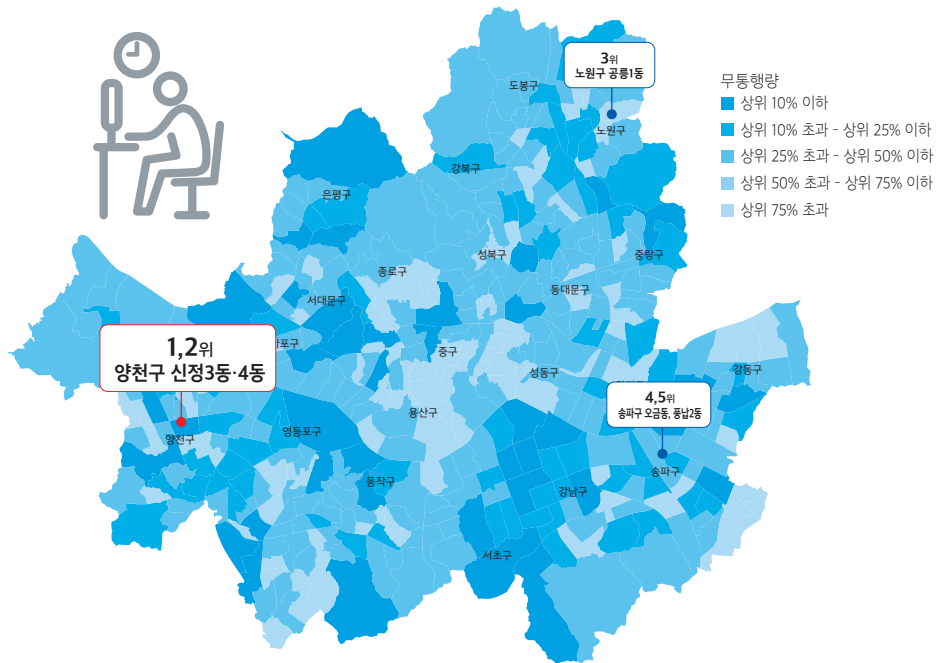 3위
노원구 공릉1동
도봉구
노원구
무통행량
상위 10% 이하
상위 10% 초과 - 상위 25% 이하
상위 25% 초과 - 상위 50% 이하
상위 50% 초과 - 상위 75% 이하
상위 75% 초과
강북구
은평구
성북구
중랑구
종로구
동대문구
서대문구
1,2위
양천구 신정3동·4동
포구
중구
성동구
강동구
4,5위
송파구 오금동, 풍납2동
용산구
영등포구
양천구
송파구
동작구
강남구
서초구